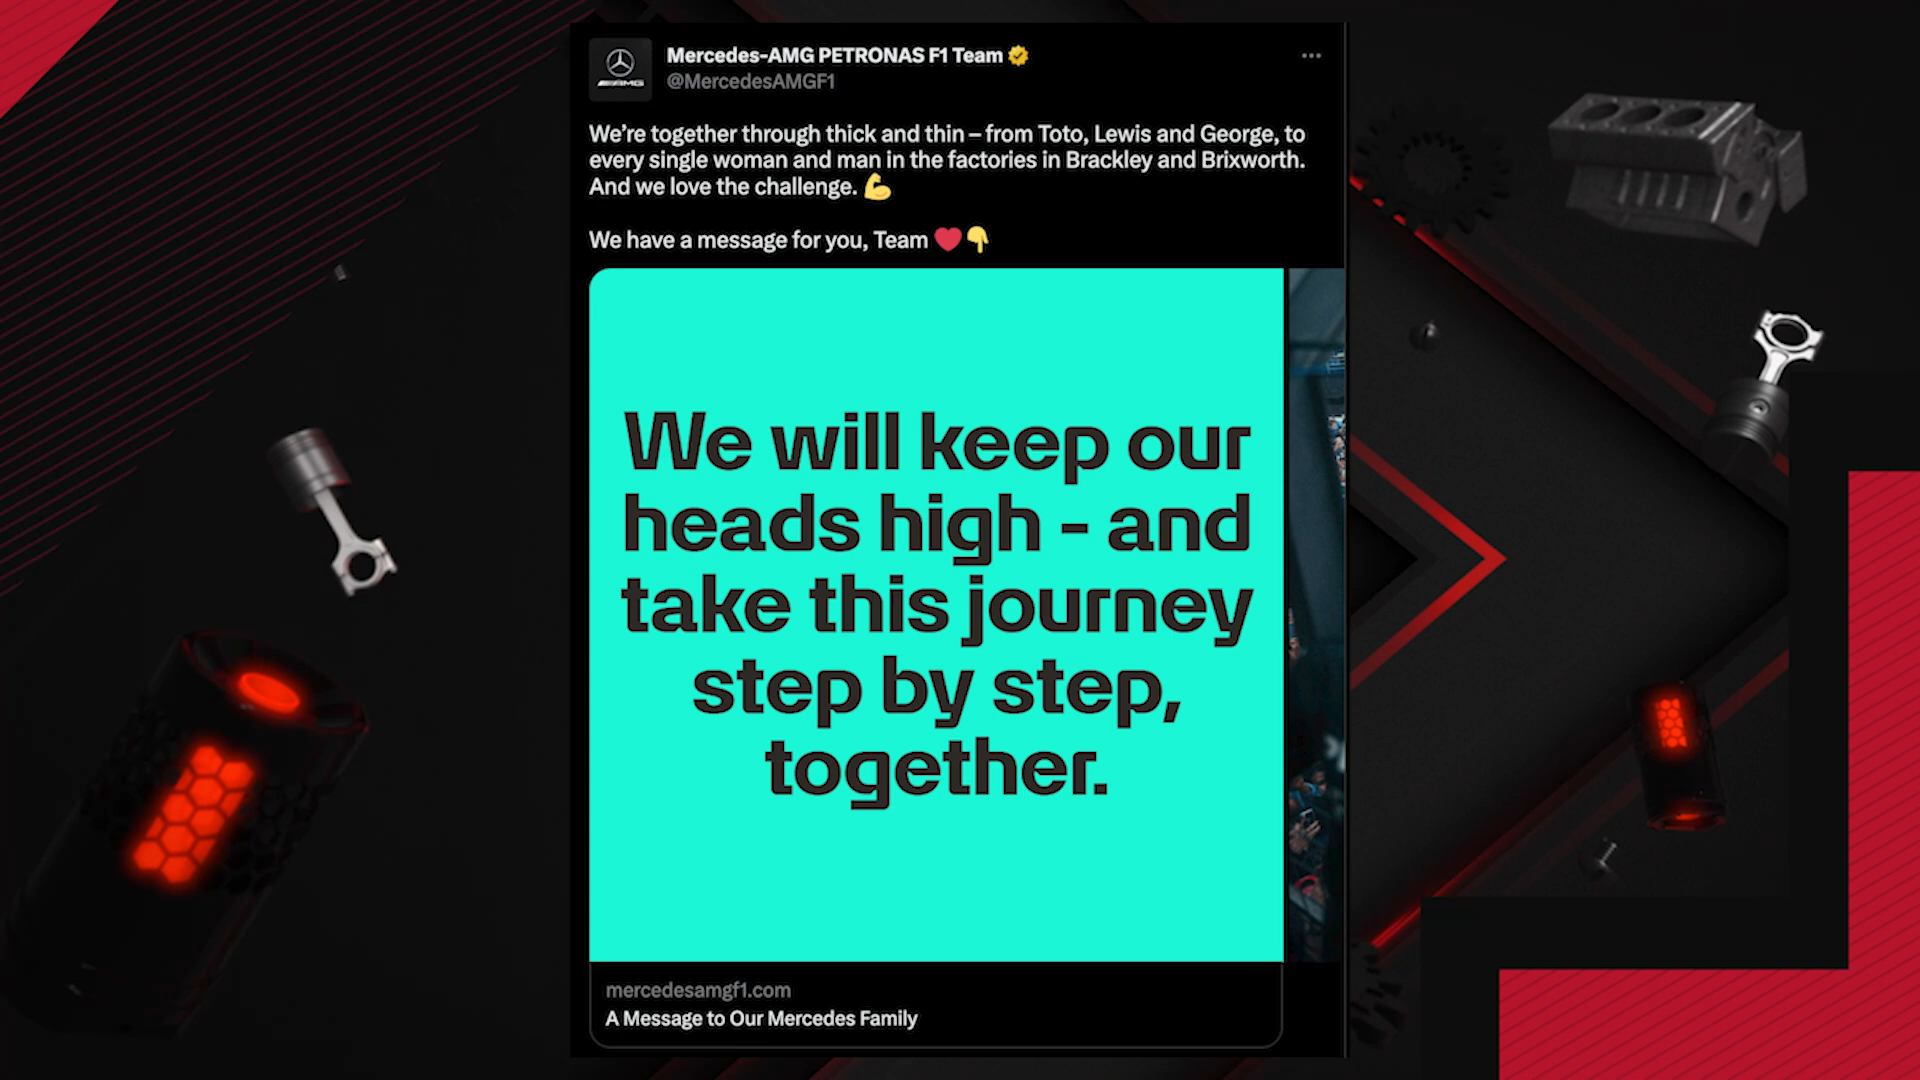 Mercedes-AMG PETRONAS F1 Team
@MercedesAMGF1
We’re together through thick and thin – from Toto, Lewis and George, to
every single woman and man in the factories in Brackley and Brixworth.
And we love the challenge. 💪
We have a message for you, Team ❤️👇
We will keep our
heads high - and
take this journey
step by step,
together.
mercedesamgf1.com
A Message to Our Mercedes Family
AMG